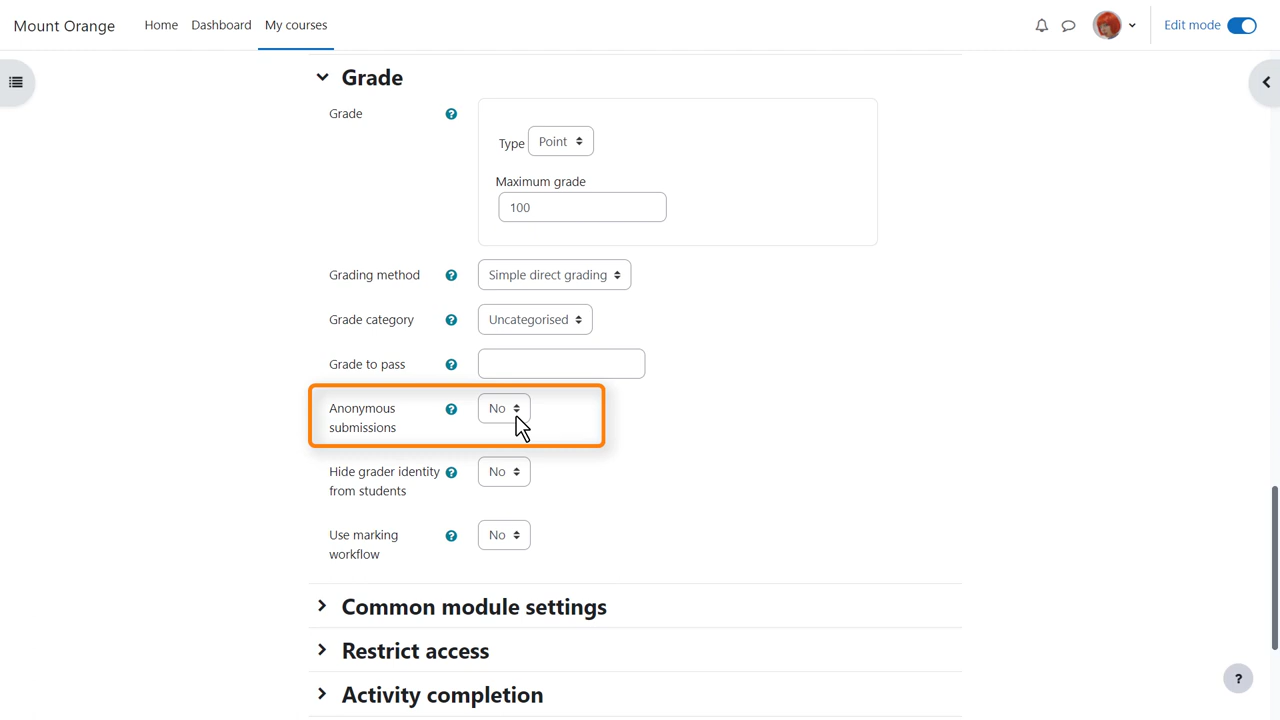 Mount Orange Home Dashboard My courses Edit mode
Grade
Grade
Type Point
Maximum grade
100
Grading method Simple direct grading
Grade category Uncategorised
Grade to pass
Anonymous
submissions
No
Hide grader identity
from students
No
Use marking
workflow
No
Common module settings
Restrict access
Activity completion